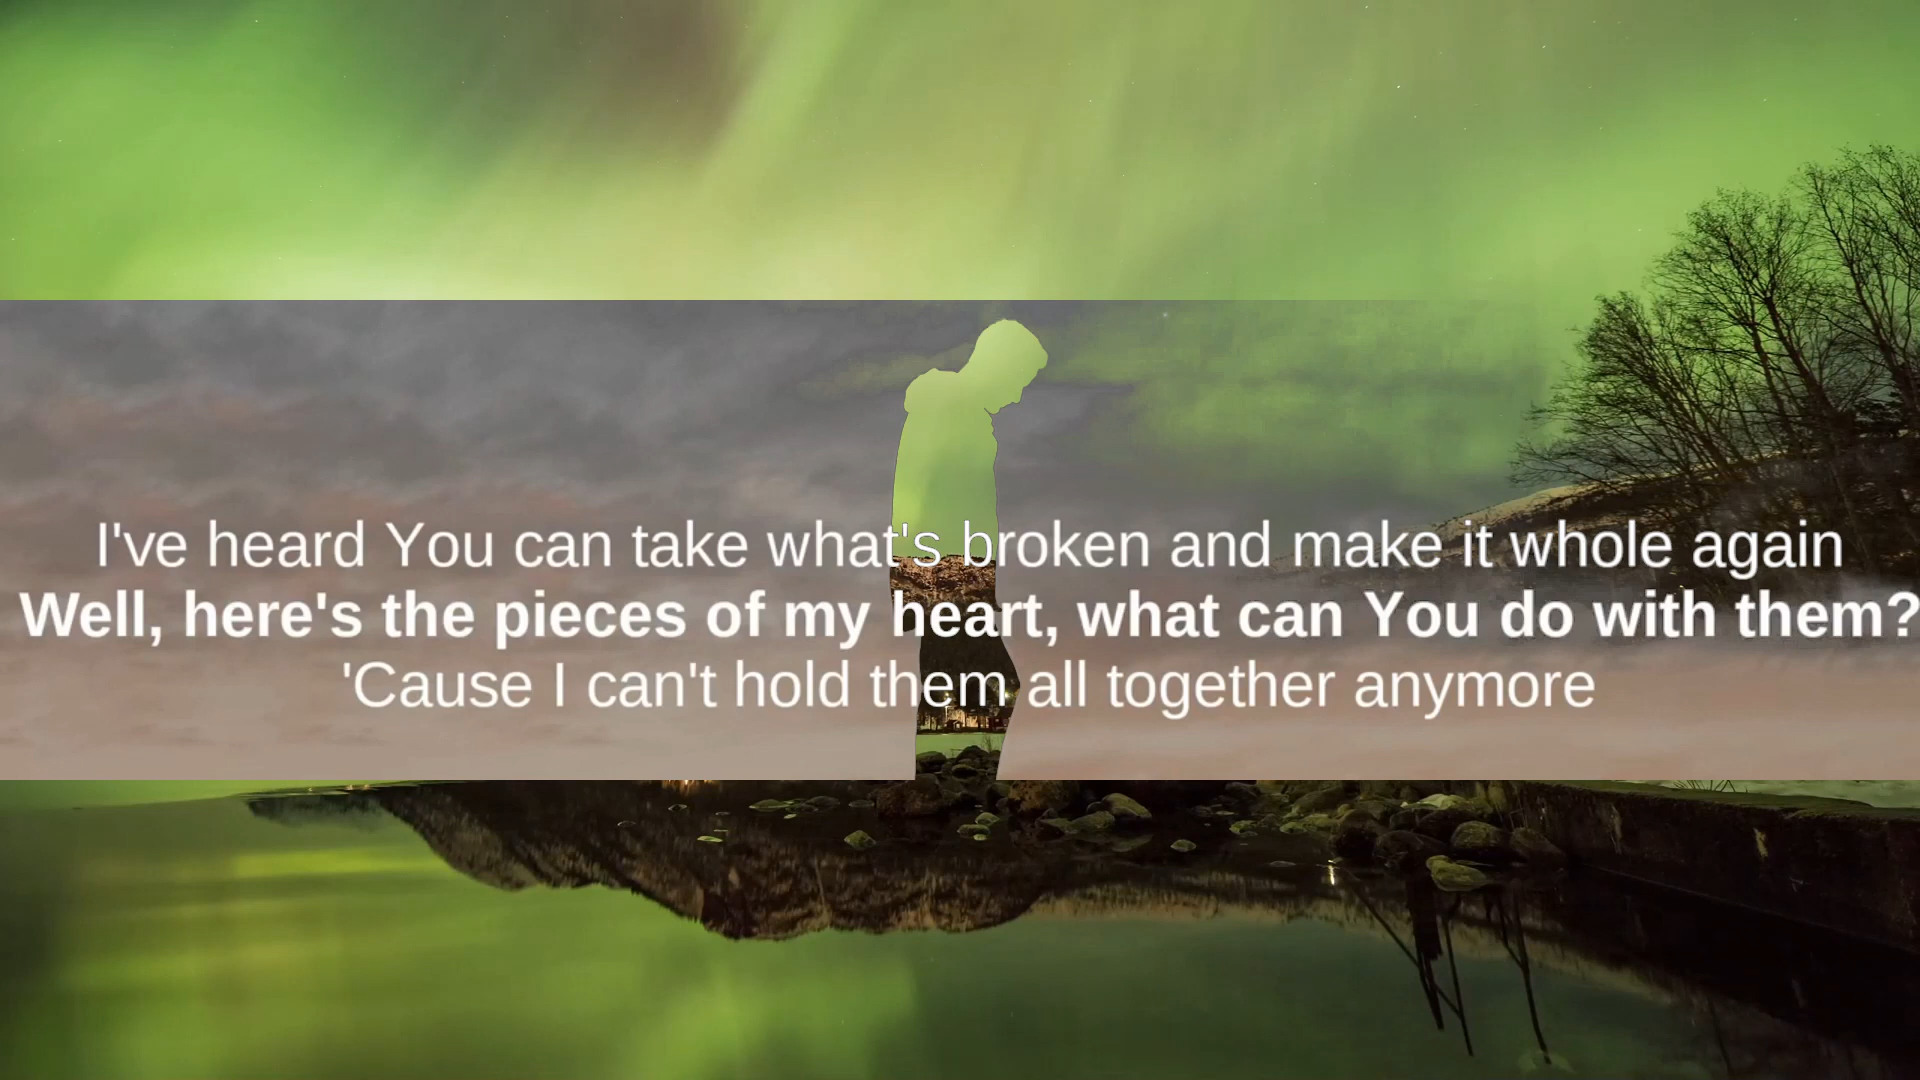 I've heard You can take what's broken and make it whole again
Well, here's the pieces of my heart, what can You do with them?
'Cause I can't hold them all together anymore